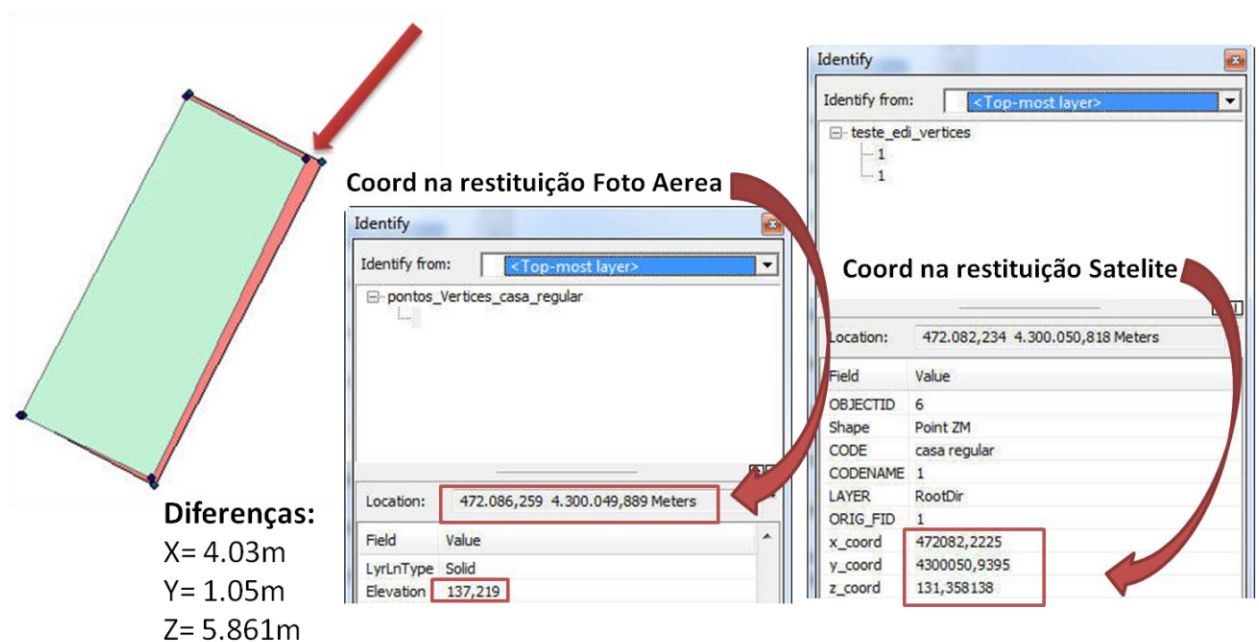 Coord na restituição Foto Aerea
Identify
Identify from:
<Top-most layer>
pontos_Vertices_casa_regular
Location:
472.086,259 4.300.049,889 Meters
Field Value
LyrLnType Solid
Elevation 137,219
Identify
Identify from:
<Top-most layer>
teste_edi_vertices
1
1
Coord na restituição Satelite
Location:
472.082,234 4.300.050,818 Meters
Field Value
OBJECTID 6
Shape Point ZM
CODE casa regular
CODENAME 1
LAYER RootDir
ORIG_FID 1
x_coord 472082,2225
y_coord 4300050,9395
z_coord 131,358138
Diferenças:
X= 4.03m
Y= 1.05m
Z= 5.861m